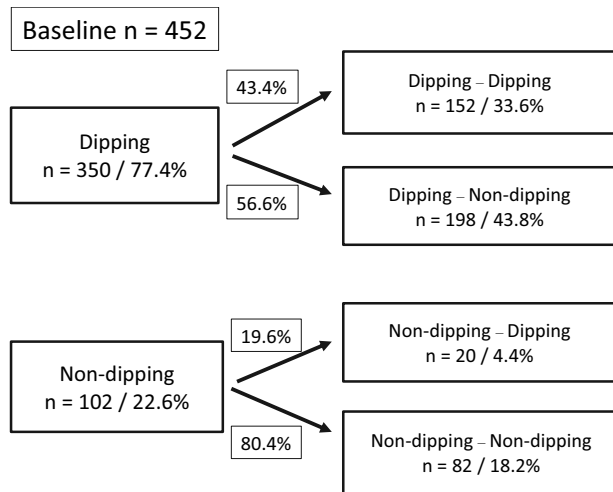 Baseline n = 452
43.4%
Dipping – Dipping
n = 152 / 33.6%
Dipping
n = 350 / 77.4%
56.6%
Dipping – Non-dipping
n = 198 / 43.8%
19.6%
Non-dipping – Dipping
n = 20 / 4.4%
Non-dipping
n = 102 / 22.6%
80.4%
Non-dipping – Non-dipping
n = 82 / 18.2%